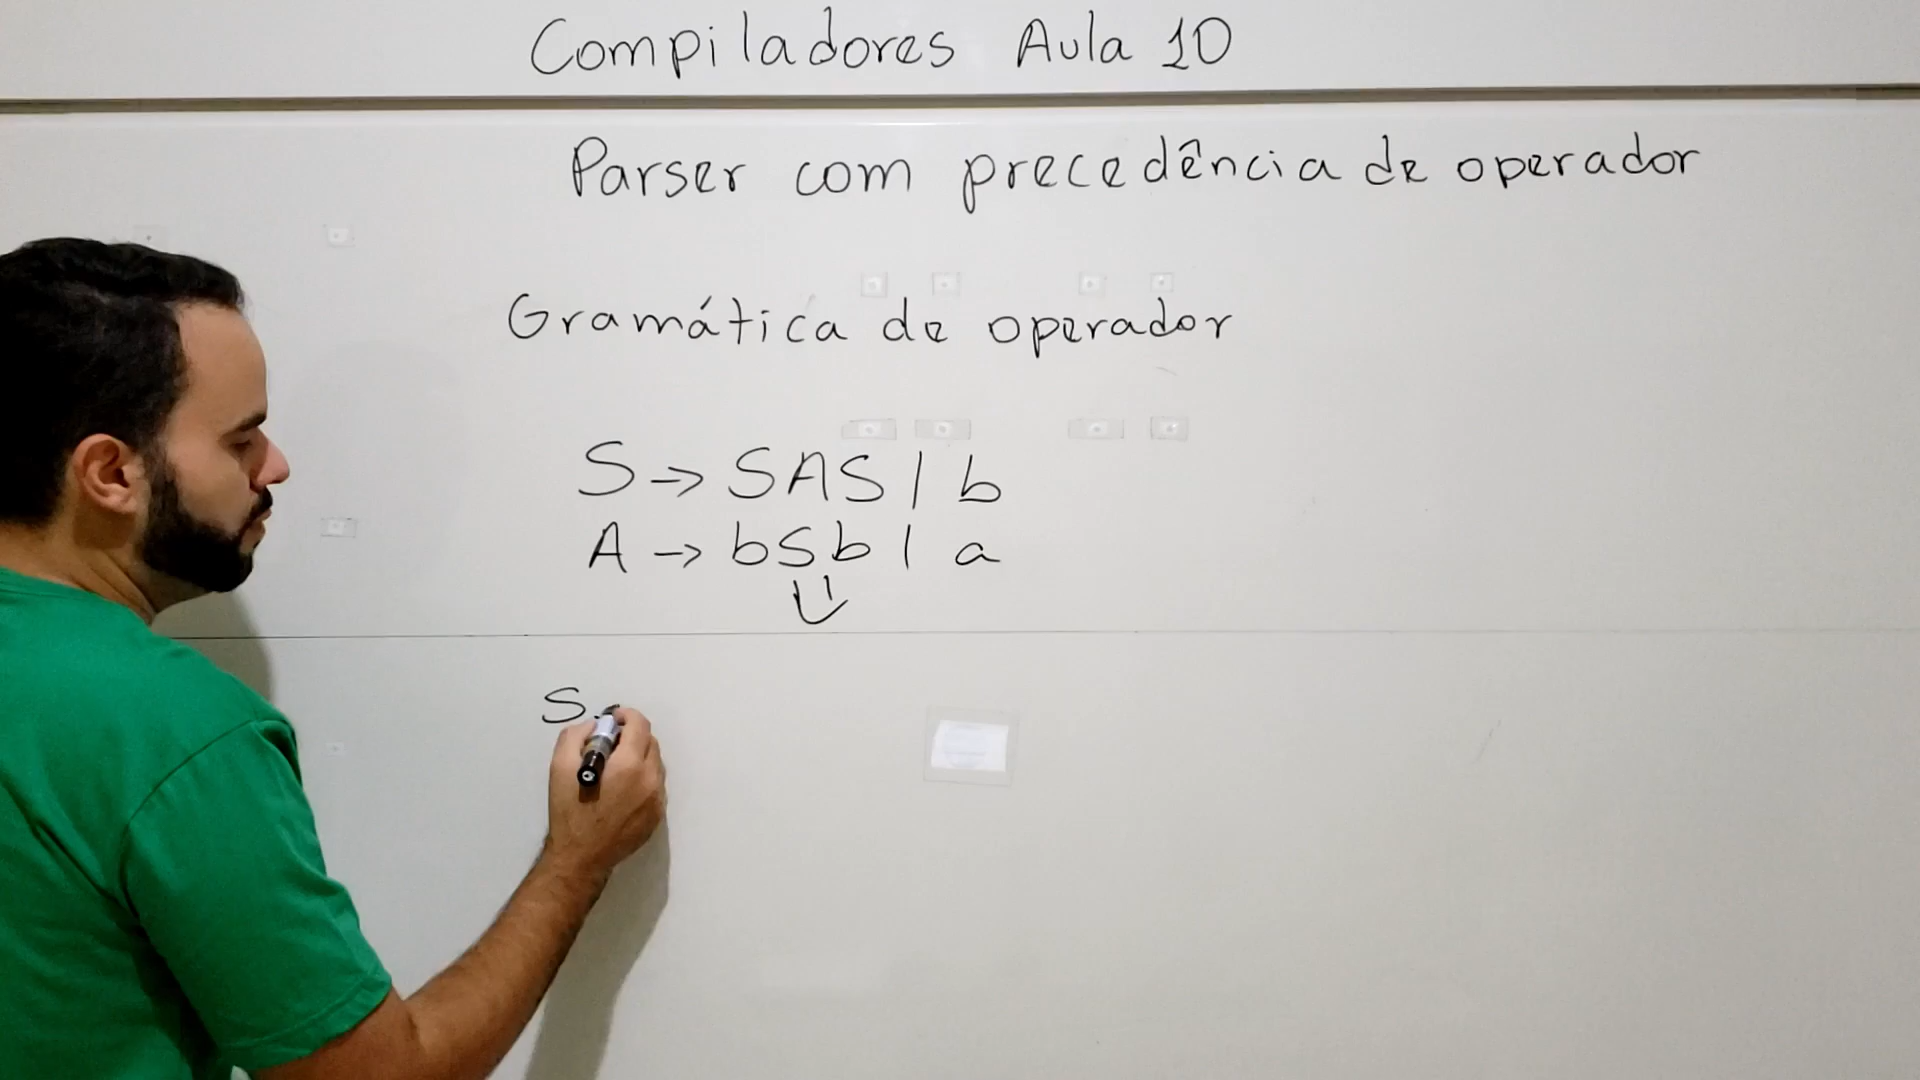 Compiladores Aula 10
Parser com precedência de operador
Gramática de operador
S -> SAS | b
A -> bSb | a
S